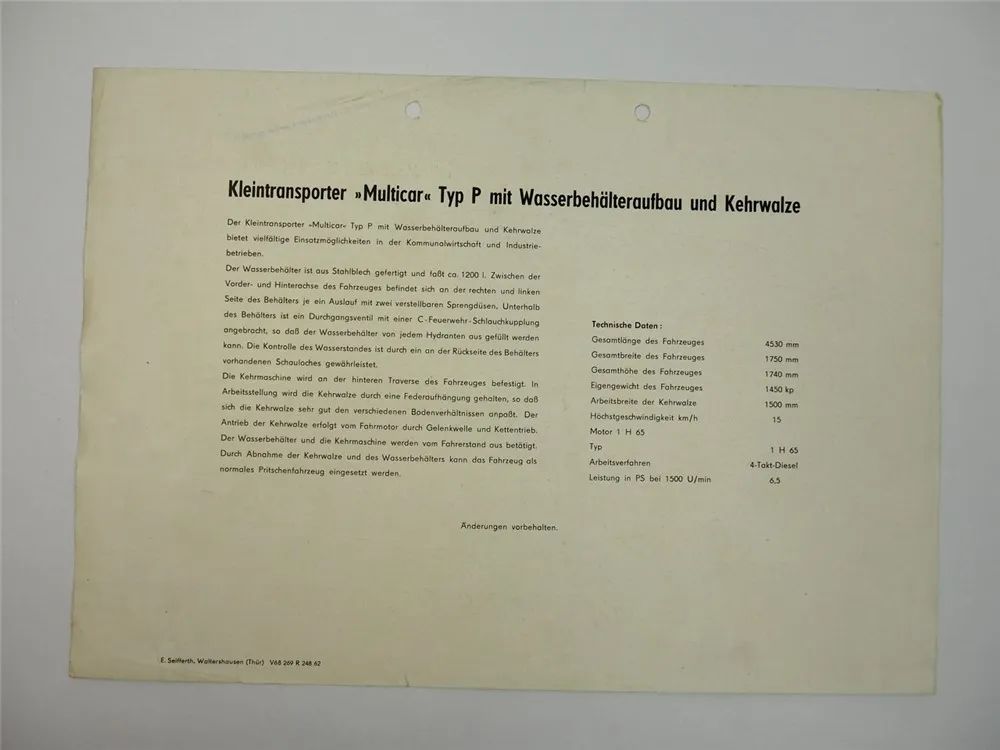 Kleintransporter »Multicar« Typ P mit Wasserbehälteraufbau und Kehrwalze
Der Kleintransporter »Multicar« Typ P mit Wasserbehälteraufbau und Kehrwalze
bietet vielfältige Einsatzmöglichkeiten in der Kommunalwirtschaft und Industrie-
betrieben.
Der Wasserbehälter ist aus Stahlblech gefertigt und faßt ca. 1200 l. Zwischen der
Vorder- und Hinterachse des Fahrzeuges befindet sich an der rechten und linken
Seite des Behälters je ein Auslauf mit zwei verstellbaren Sprengdüsen. Unterhalb
des Behälters ist ein Durchgangsventil mit einer C-Feuerwehr-Schlauchkupplung
angebracht, so daß der Wasserbehälter von jedem Hydranten aus gefüllt werden
kann. Die Kontrolle des Wasserstandes ist durch ein an der Rückseite des Behälters
vorhandenen Schauloches gewährleistet.
Die Kehrmaschine wird an der hinteren Traverse des Fahrzeuges befestigt. In
Arbeitsstellung wird die Kehrwalze durch eine Federaufhängung gehalten, so daß
sich die Kehrwalze sehr gut den verschiedenen Bodenverhältnissen anpaßt. Der
Antrieb der Kehrwalze erfolgt vom Fahrmotor durch Gelenkwelle und Kettentrieb.
Der Wasserbehälter und die Kehrmaschine werden vom Fahrerstand aus betätigt.
Durch Abnahme der Kehrwalze und des Wasserbehälters kann das Fahrzeug als
normales Pritschenfahrzeug eingesetzt werden.
Technische Daten:
Gesamtlänge des Fahrzeuges 4530 mm
Gesamtbreite des Fahrzeuges 1750 mm
Gesamthöhe des Fahrzeuges 1740 mm
Eigengewicht des Fahrzeuges 1450 kp
Arbeitsbreite der Kehrwalze 1500 mm
Höchstgeschwindigkeit km/h 15
Motor 1 H 65
Typ 1 H 65
Arbeitsverfahren 4-Takt-Diesel
Leistung in PS bei 1500 U/min 6,5
Änderungen vorbehalten.
E. Seifferth, Waltershausen (Thür) V68 269 R 248 62